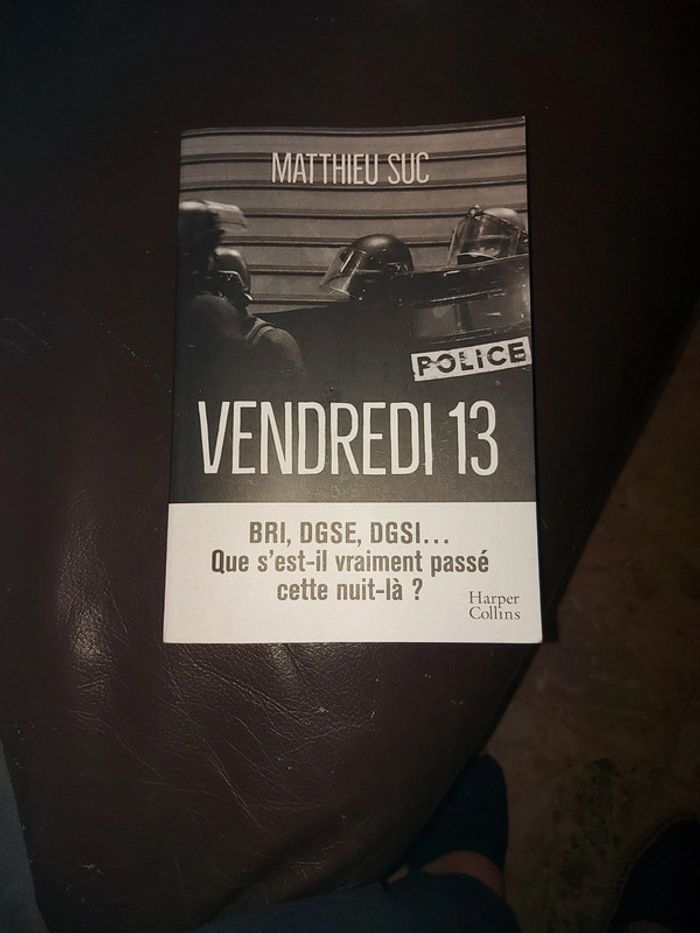 MATTHIEU SUC
POLICE
VENDREDI 13
BRI, DGSE, DGSI...
Que s'est-il vraiment passé
cette nuit-là ?
Harper
Collins